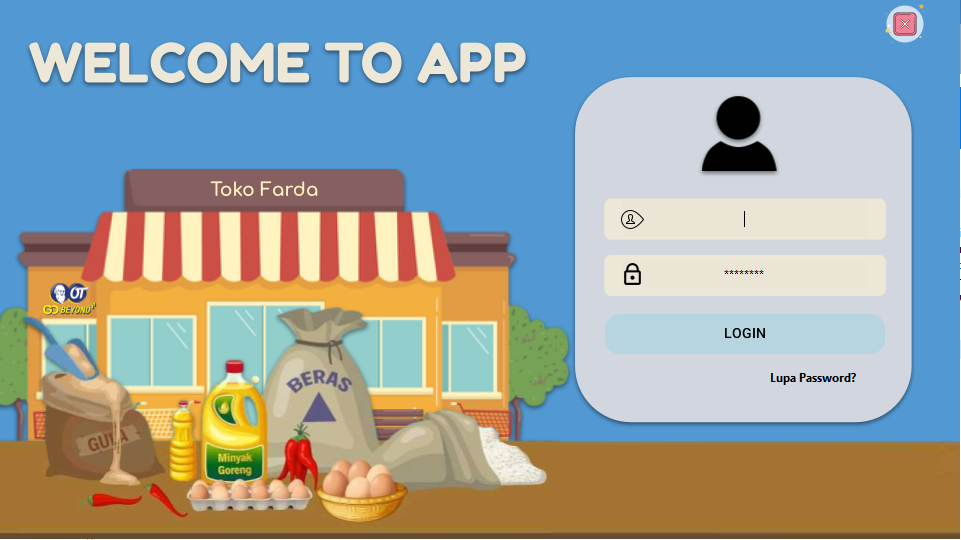 WELCOME TO APP
Toko Farda
OT
GO BEYOND
GULA
BERAS
Minyak
Goreng
********
LOGIN
Lupa Password?